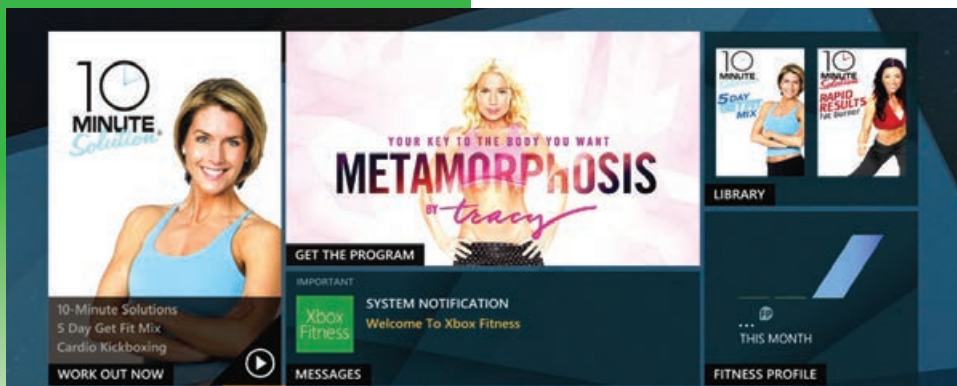 10
MINUTE
Solution
10-Minute Solutions
5 Day Get Fit Mix
Cardio Kickboxing
WORK OUT NOW
YOUR KEY TO THE BODY YOU WANT
METAMORPHOSIS
BY tracy
GET THE PROGRAM
IMPORTANT
Xbox
Fitness
SYSTEM NOTIFICATION
Welcome To Xbox Fitness
MESSAGES
10
MINUTE
5 DAY
MIX
10
MINUTE
Solution
RAPID
RESULTS
fat burner
LIBRARY
...
THIS MONTH
FITNESS PROFILE